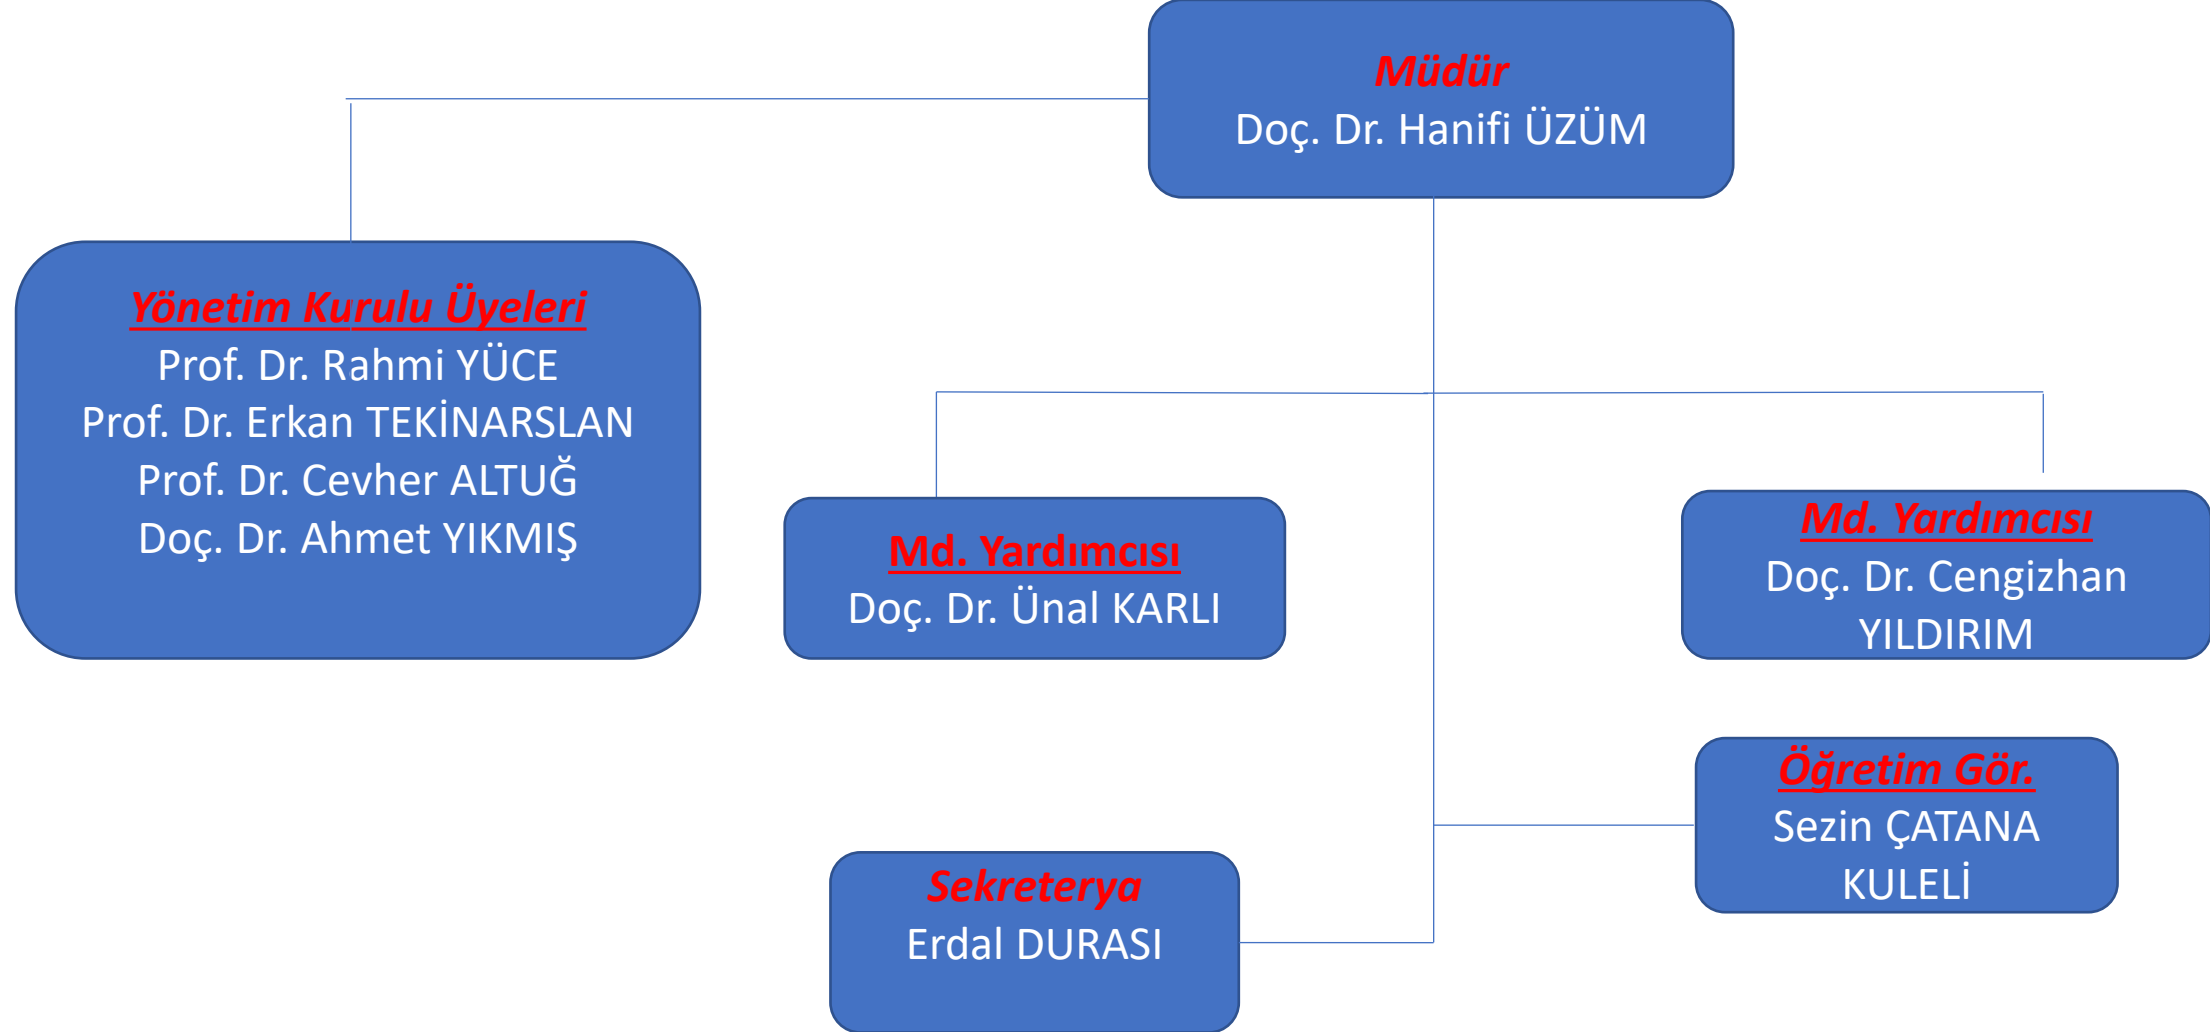 Müdür
Doç. Dr. Hanifi ÜZÜM
Yönetim Kurulu Üyeleri
Prof. Dr. Rahmi YÜCE
Prof. Dr. Erkan TEKİNARSLAN
Prof. Dr. Cevher ALTUĞ
Doç. Dr. Ahmet YIKMIŞ
Md. Yardımcısı
Doç. Dr. Ünal KARLI
Md. Yardımcısı
Doç. Dr. Cengizhan
YILDIRIM
Öğretim Gör.
Sezin ÇATANA
KULELİ
Sekreterya
Erdal DURASI